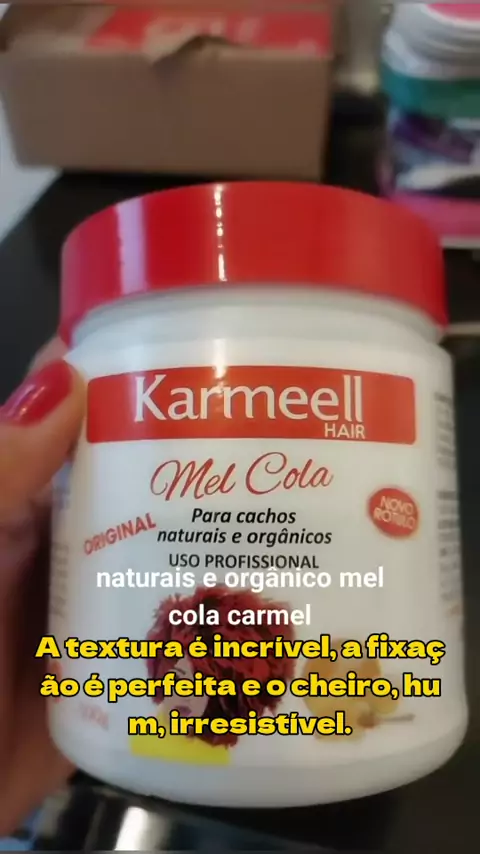 Karmeell
HAIR
Mel Cola
ORIGINAL
Para cachos
naturais e orgânicos
NOVO
RÓTULO
USO PROFISSIONAL
naturais e orgânico mel
cola carmel
A textura é incrível, a fixaç
ão é perfeita e o cheiro, hu
m, irresistível.